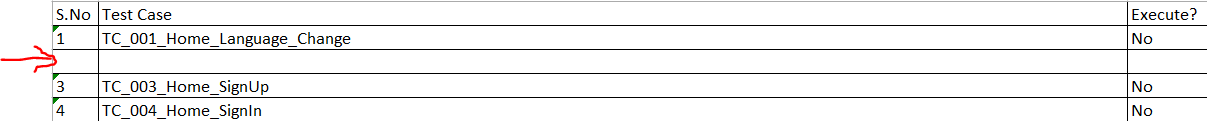 S.No Test Case Execute?
1 TC_001_Home_Language_Change No
3 TC_003_Home_SignUp No
4 TC_004_Home_SignIn No